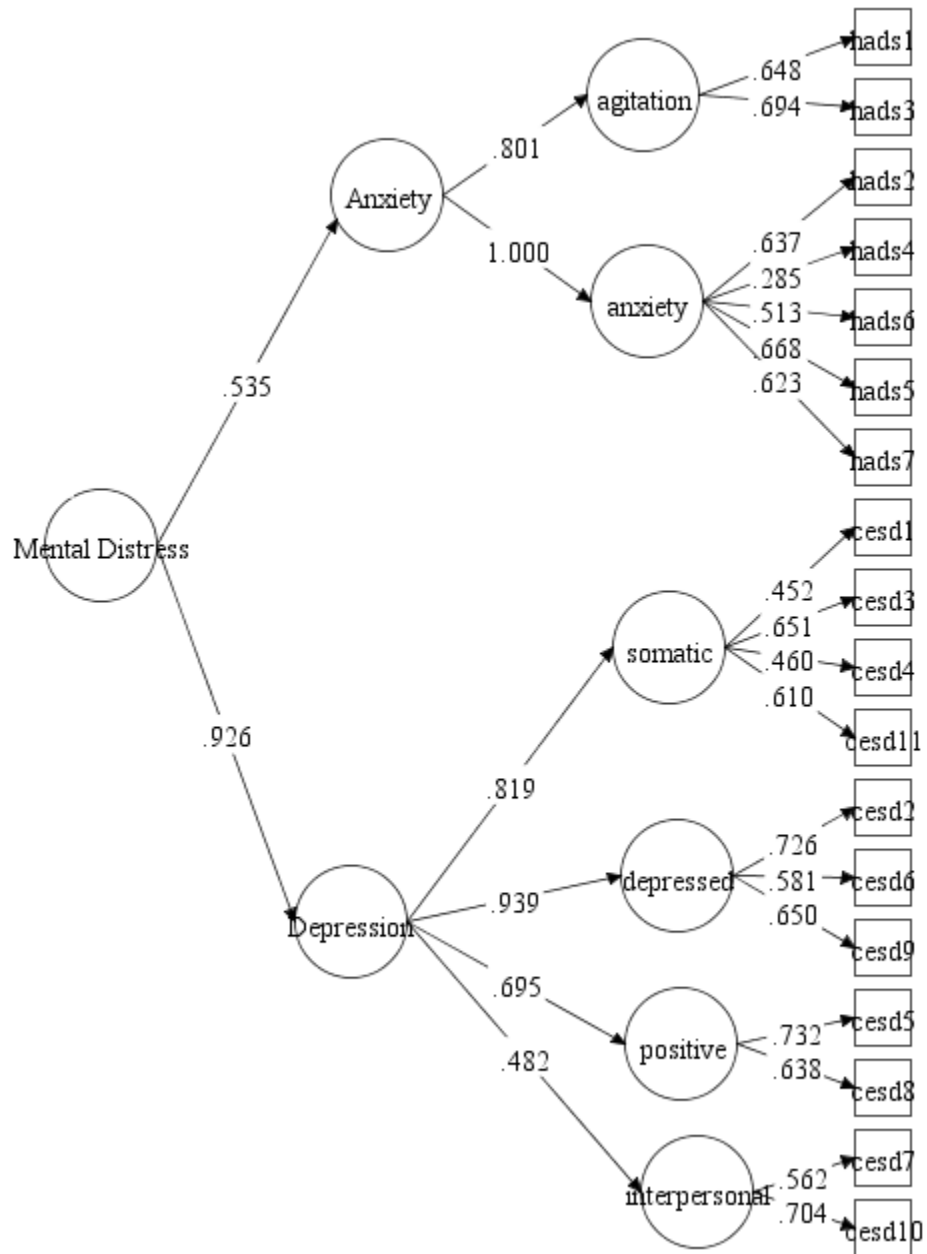 hads1
.648
agitation
.694
hads3
.801
hads2
Anxiety
.637
hads4
1.000
.285
anxiety
.513
hads6
.668
hads5
.535
.623
hads7
cesd1
Mental Distress
.452
cesd3
.651
somatic
.460
cesd4
.610
cesd11
.926
.819
cesd2
.726
depressed
.581
cesd6
.939
.650
Depression
cesd9
.695
cesd5
.732
positive
.482
.638
cesd8
cesd7
.562
interpersonal
.704
cesd10